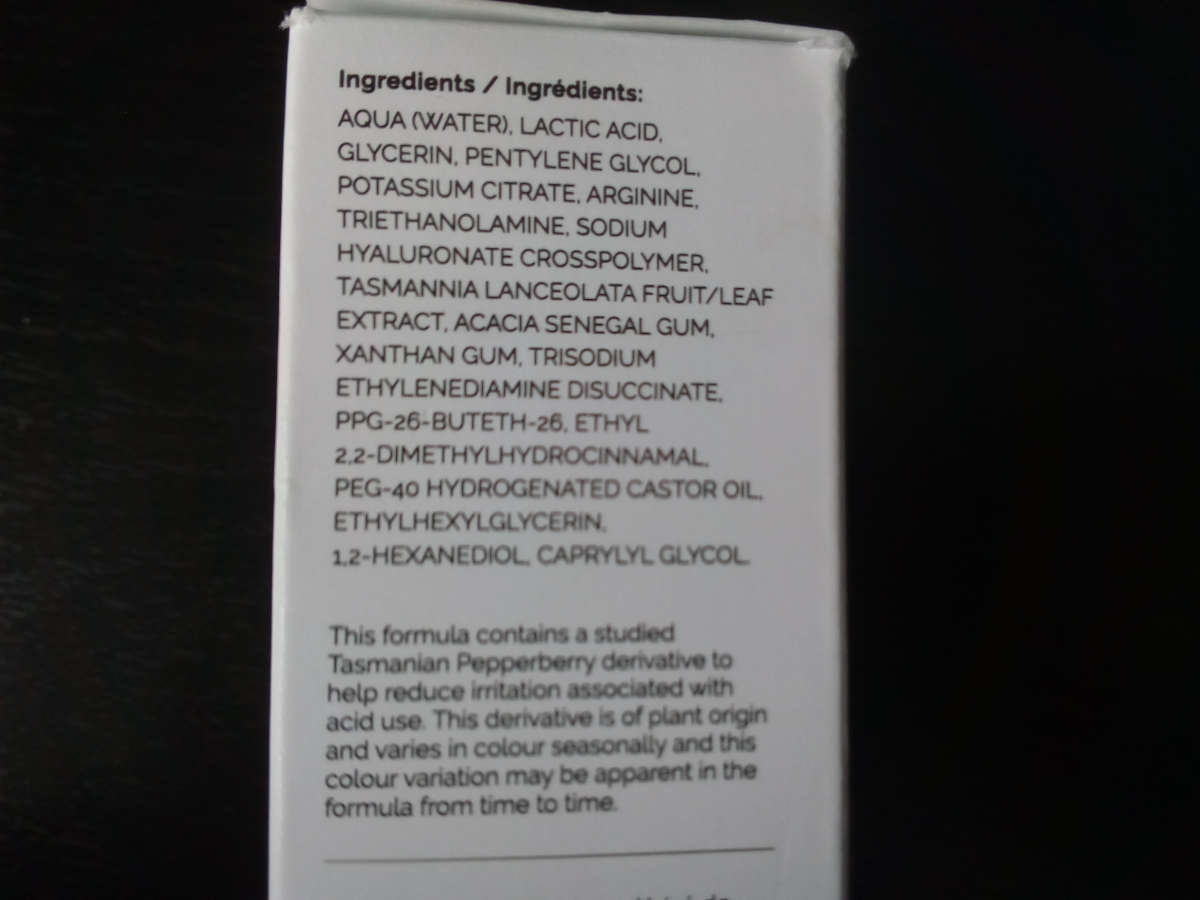 Ingredients / Ingrédients:
AQUA (WATER), LACTIC ACID,
GLYCERIN, PENTYLENE GLYCOL,
POTASSIUM CITRATE, ARGININE,
TRIETHANOLAMINE, SODIUM
HYALURONATE CROSSPOLYMER,
TASMANNIA LANCEOLATA FRUIT/LEAF
EXTRACT, ACACIA SENEGAL GUM,
XANTHAN GUM, TRISODIUM
ETHYLENEDIAMINE DISUCCINATE,
PPG-26-BUTETH-26, ETHYL
2,2-DIMETHYLHYDROCINNAMAL,
PEG-40 HYDROGENATED CASTOR OIL,
ETHYLHEXYLGLYCERIN,
1,2-HEXANEDIOL, CAPRYLYL GLYCOL.
This formula contains a studied
Tasmanian Pepperberry derivative to
help reduce irritation associated with
acid use. This derivative is of plant origin
and varies in colour seasonally and this
colour variation may be apparent in the
formula from time to time.